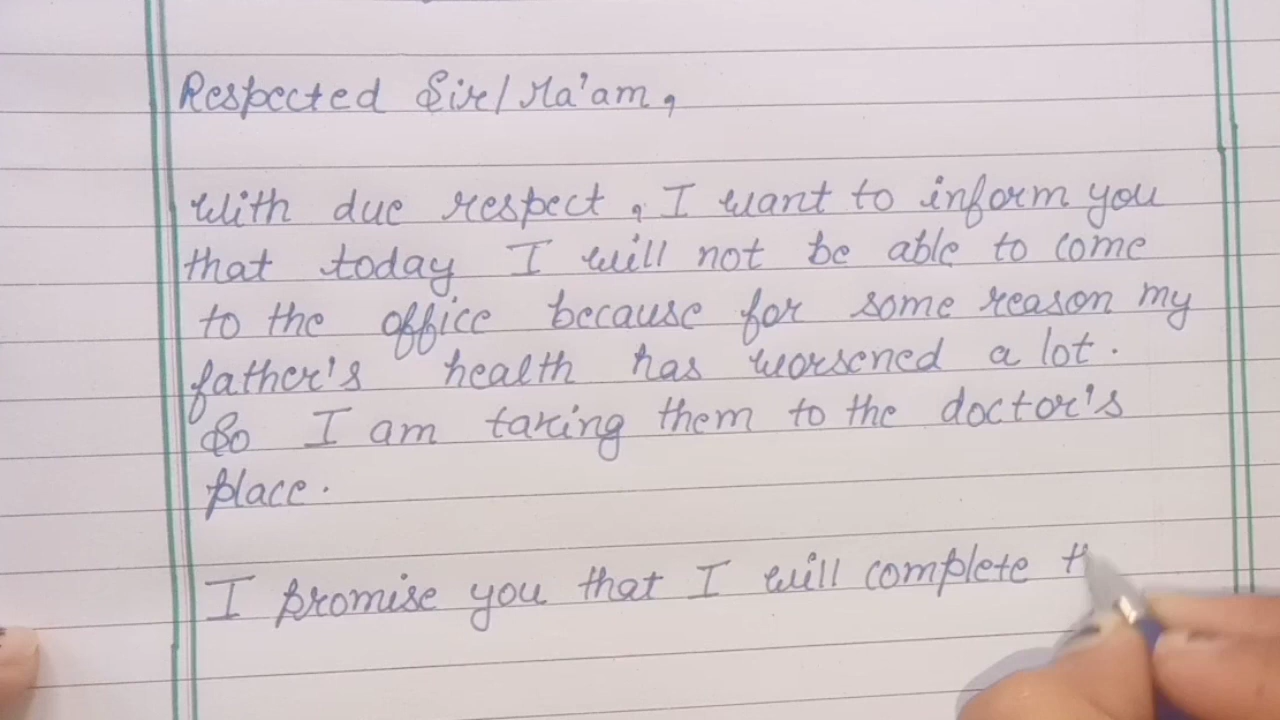 Respected Sir/Ma'am,
With due respect, I want to inform you
that today I will not be able to come
to the office because for some reason my
father's health has worsened a lot.
So I am taking them to the doctor's
place.
I promise you that I will complete